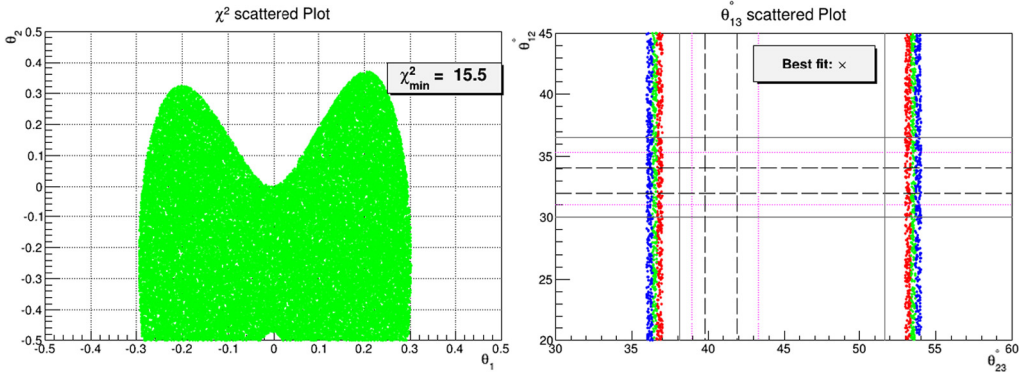 χ² scattered Plot
θ₂
0.5
0.4
0.3
0.2
0.1
0
-0.1
-0.2
-0.3
-0.4
-0.5
χ²min = 15.5
-0.5 -0.4 -0.3 -0.2 -0.1 0 0.1 0.2 0.3 0.4 0.5
θ₁
θ°₁₃ scattered Plot
θ°₁₂
45
40
35
30
25
20
Best fit: ×
30 35 40 45 50 55 60
θ°₂₃